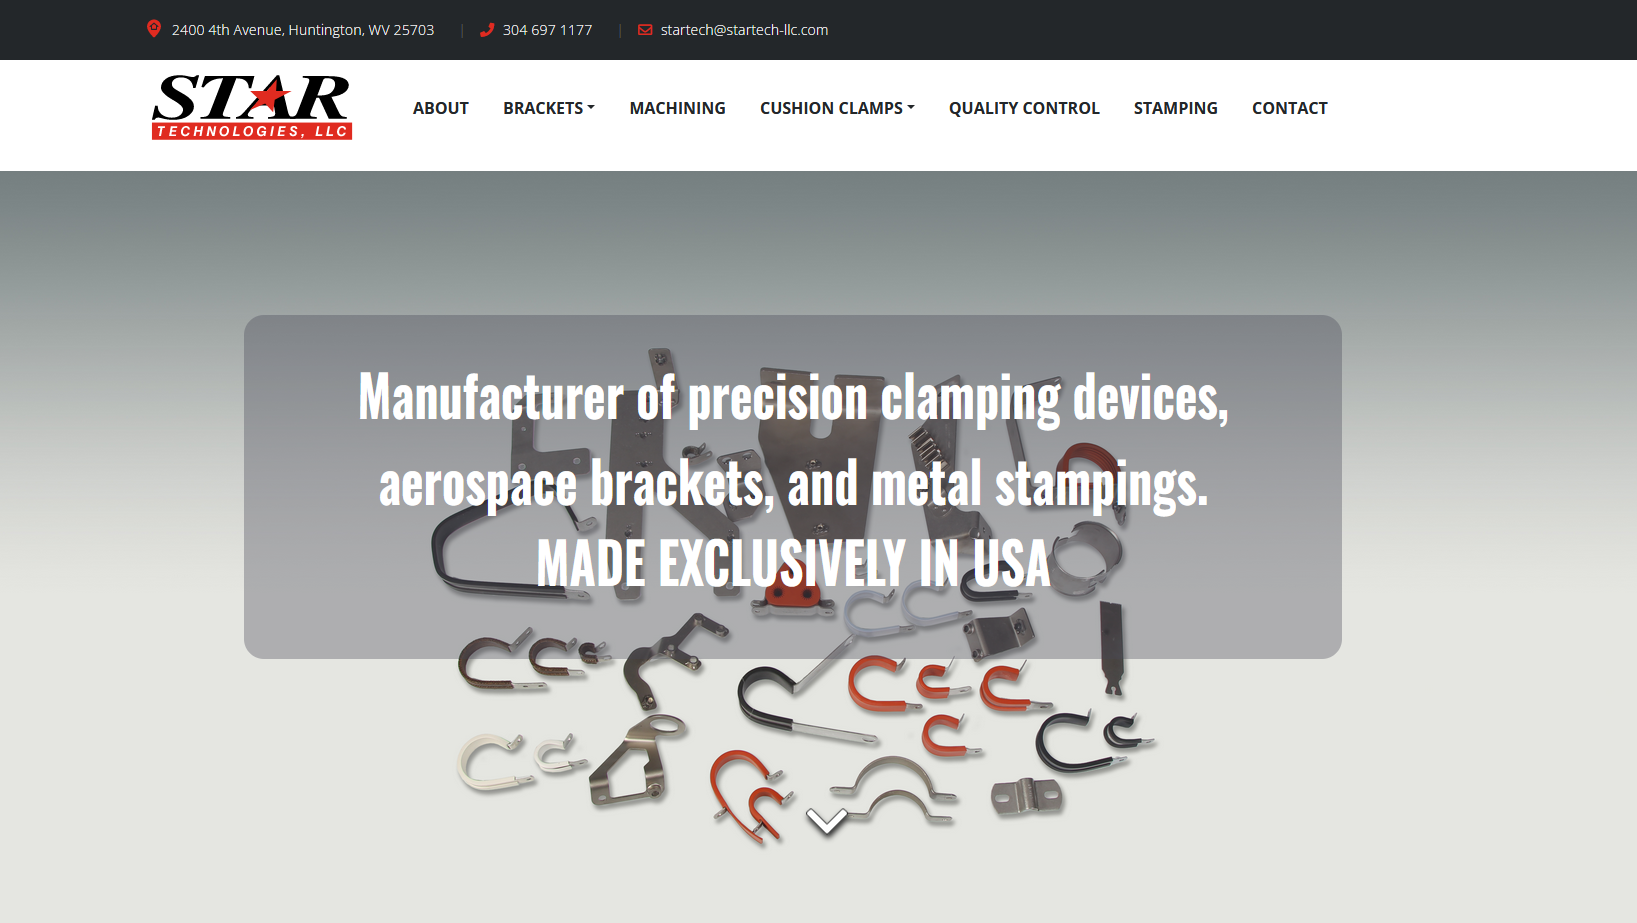 2400 4th Avenue, Huntington, WV 25703 | 304 697 1177 | startech@startech-llc.com
STAR
TECHNOLOGIES, LLC
ABOUT BRACKETS MACHINING CUSHION CLAMPS QUALITY CONTROL STAMPING CONTACT
Manufacturer of precision clamping devices,
aerospace brackets, and metal stampings.
MADE EXCLUSIVELY IN USA